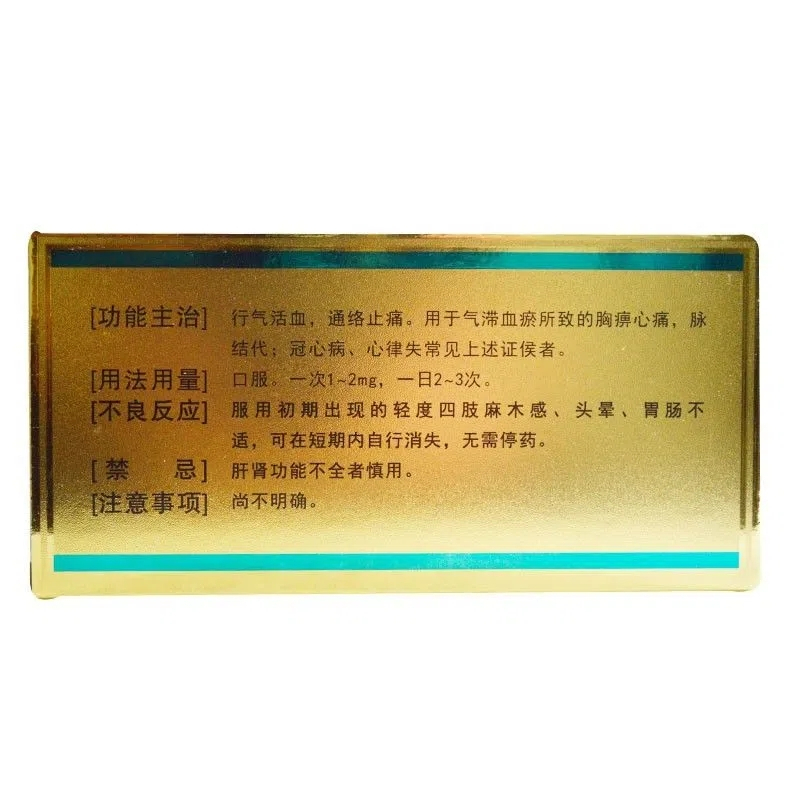 [功能主治] 行气活血，通络止痛。用于气滞血瘀所致的胸痹心痛，脉
结代；冠心病、心律失常见上述证侯者。
[用法用量] 口服。一次1~2mg，一日2~3次。
[不良反应] 服用初期出现的轻度四肢麻木感、头晕、胃肠不
适，可在短期内自行消失，无需停药。
[禁 忌] 肝肾功能不全者慎用。
[注意事项] 尚不明确。